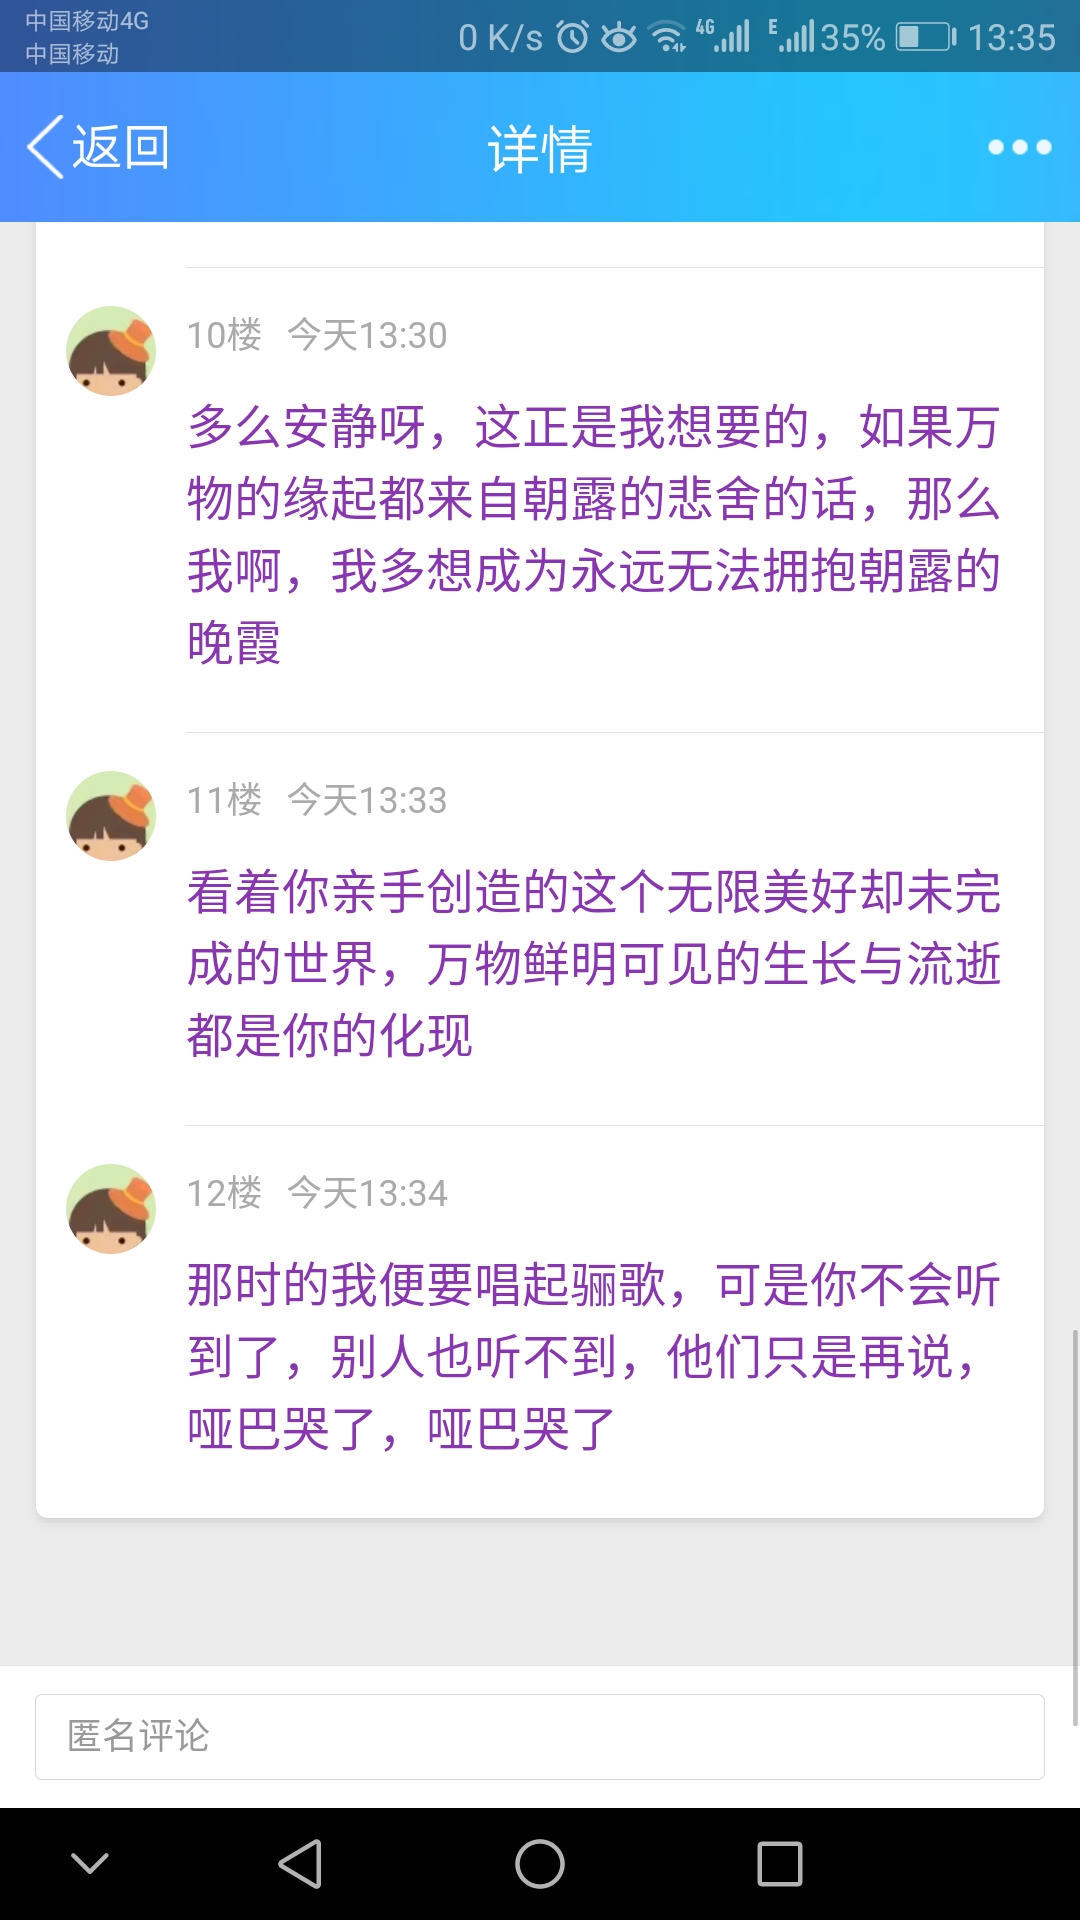 中国移动4G
中国移动
0 K/s 4G E 35% 13:35
返回 详情
10楼 今天13:30
多么安静呀，这正是我想要的，如果万
物的缘起都来自朝露的悲舍的话，那么
我啊，我多想成为永远无法拥抱朝露的
晚霞
11楼 今天13:33
看着你亲手创造的这个无限美好却未完
成的世界，万物鲜明可见的生长与流逝
都是你的化现
12楼 今天13:34
那时的我便要唱起骊歌，可是你不会听
到了，别人也听不到，他们只是再说，
哑巴哭了，哑巴哭了
匿名评论